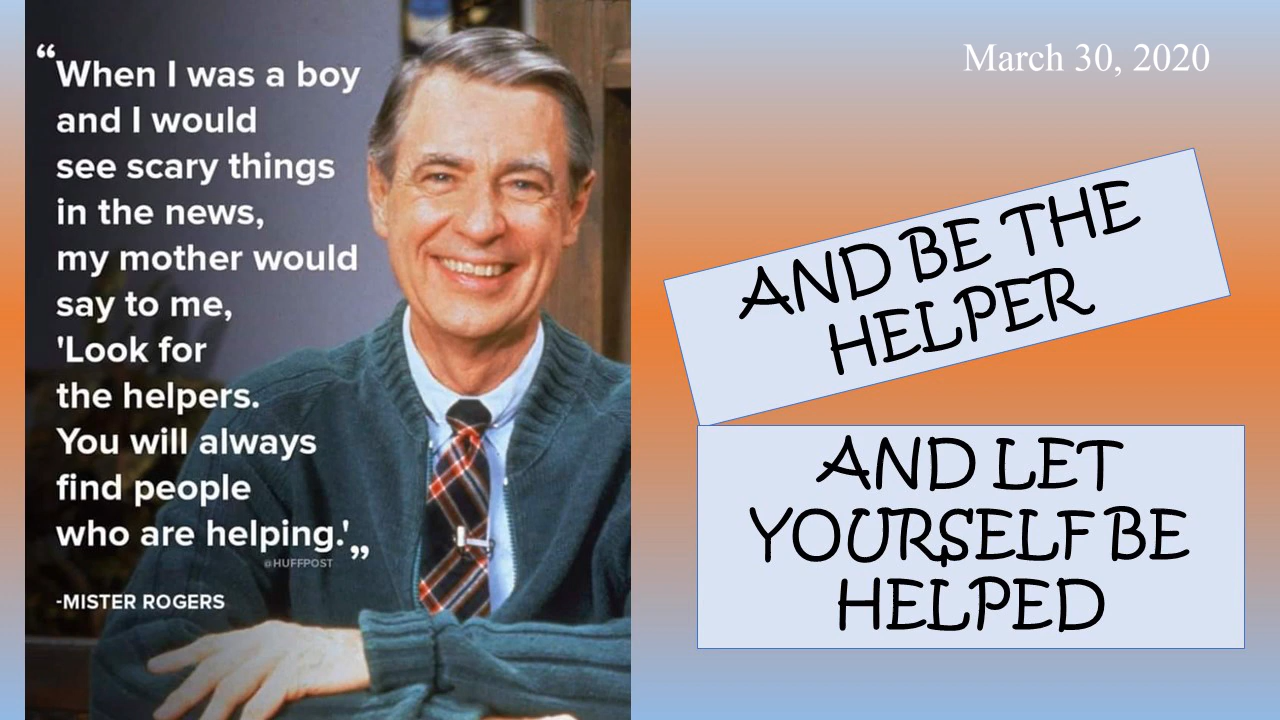 “When I was a boy
and I would
see scary things
in the news,
my mother would
say to me,
'Look for
the helpers.
You will always
find people
who are helping.'”
@HUFFPOST
-MISTER ROGERS
March 30, 2020
AND BE THE
HELPER
AND LET
YOURSELF BE
HELPED